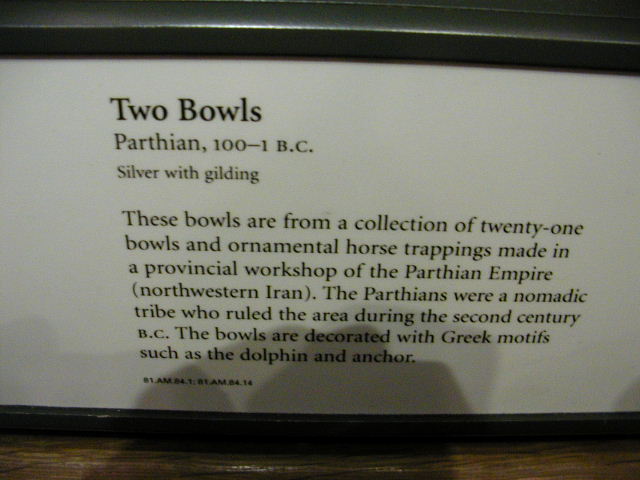 Two Bowls
Parthian, 100–1 B.C.
Silver with gilding
These bowls are from a collection of twenty-one
bowls and ornamental horse trappings made in
a provincial workshop of the Parthian Empire
(northwestern Iran). The Parthians were a nomadic
tribe who ruled the area during the second century
B.C. The bowls are decorated with Greek motifs
such as the dolphin and anchor.
81.AM.84.1; 81.AM.84.14